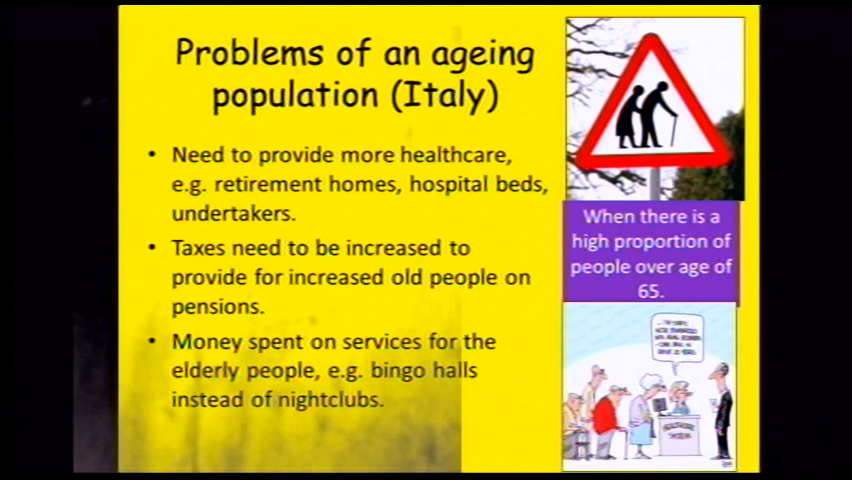 Problems of an ageing
population (Italy)
• Need to provide more healthcare,
e.g. retirement homes, hospital beds,
undertakers.
• Taxes need to be increased to
provide for increased old people on
pensions.
• Money spent on services for the
elderly people, e.g. bingo halls
instead of nightclubs.
When there is a
high proportion of
people over age of
65.
HEALTHCARE
SYSTEMS